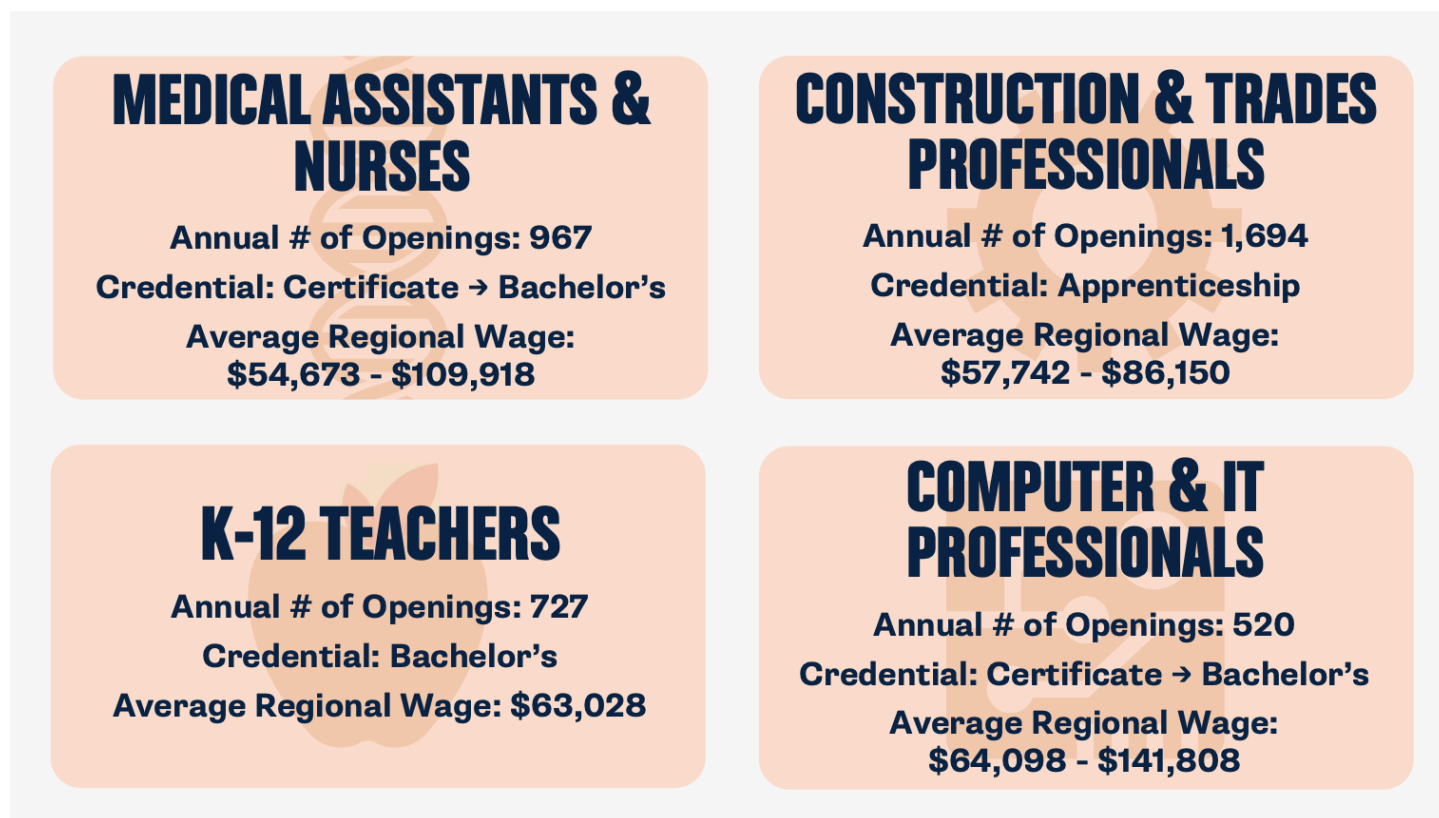 MEDICAL ASSISTANTS &
NURSES
Annual # of Openings: 967
Credential: Certificate → Bachelor’s
Average Regional Wage:
$54,673 - $109,918
CONSTRUCTION & TRADES
PROFESSIONALS
Annual # of Openings: 1,694
Credential: Apprenticeship
Average Regional Wage:
$57,742 - $86,150
K-12 TEACHERS
Annual # of Openings: 727
Credential: Bachelor’s
Average Regional Wage: $63,028
COMPUTER & IT
PROFESSIONALS
Annual # of Openings: 520
Credential: Certificate → Bachelor’s
Average Regional Wage:
$64,098 - $141,808